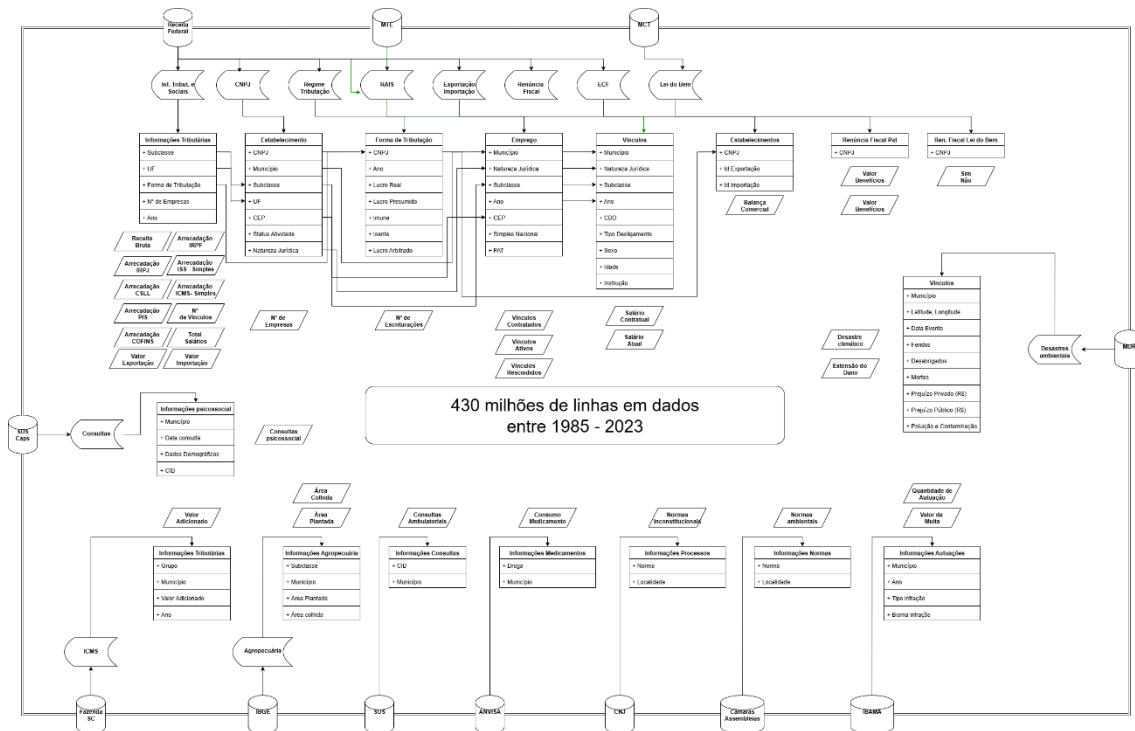 Receita
Federal
MTE
MCT
Inf. Tribut. e
Sociais
CNPJ
Regime
Tributação
RAIS
Exportação
Importação
Renúncia
Fiscal
ECF
Lei do Bem
Informações Tributárias
+ Subclasse
+ UF
+ Forma de Tributação
+ N° de Empresas
+ Ano
Estabelecimento
+ CNPJ
+ Município
+ Subclasse
+ UF
+ CEP
+ Status Atividade
+ Natureza Jurídica
Forma de Tributação
+ CNPJ
+ Ano
+ Lucro Real
+ Lucro Presumido
+ Imune
+ Isenta
+ Lucro Arbitrado
Emprego
+ Município
+ Natureza Jurídica
+ Subclasse
+ Ano
+ CEP
+ Simples Nacional
+ PAT
Vínculos
+ Município
+ Natureza Jurídica
+ Subclasse
+ Ano
+ Tipo Desligamento
+ Sexo
+ Idade
+ Instrução
Estabelecimentos
+ CNPJ
+ Id Exportação
+ Id Importação
Renúncia Fiscal Pat
+ CNPJ
Ren. Fiscal Lei do Bem
+ CNPJ
Valor
Benefícios
Valor
Benefícios
Sim
Não
Balança
Comercial
Receita
Bruta
Arrecadação
IRPF
Arrecadação
IRPJ
Arrecadação
ISS - Simples
Arrecadação
CSLL
Arrecadação
ICMS- Simples
Arrecadação
PIS
N°
de Vínculos
Arrecadação
COFINS
Total
Salários
Valor
Exportação
Valor
Importação
N° de
Empresas
N° de
Escriturações
Vínculos
Contratados
Vínculos
Ativos
Vínculos
Rescindidos
Salário
Contratual
Salário
Atual
Desastre
climático
Extensão do
Dano
Vínculos
+ Município
+ Latitude, Longitude
+ Data Evento
+ Feridos
+ Desabrigados
+ Mortes
+ Prejuízo Privado (R$)
+ Prejuízo Público (R$)
+ Poluição e Contaminação
Desastres
ambientais
MDR
430 milhões de linhas em dados
entre 1985 - 2023
SUS
Caps
Consultas
Informações psicossocial
+ Município
+ Data consulta
+ Dados Demográficos
+ CID
Consultas
psicossocial
Valor
Adicionado
Área
Colhida
Área
Plantada
Consultas
Ambulatoriais
Consumo
Medicamento
Normas
Inconstitucionais
Normas
ambientais
Quantidade de
Autuação
Valor da
Multa
Informações Tributárias
+ Grupo
+ Município
+ Valor Adicionado
+ Ano
Informações Agropecuária
+ Subclasse
+ Município
+ Área Plantada
+ Área colhida
Informações Consultas
+ CID
+ Município
Informações Medicamentos
+ Droga
+ Município
Informações Processos
+ Norma
+ Localidade
Informações Normas
+ Norma
+ Localidade
Informações Autuações
+ Município
+ Ano
+ Tipo infração
+ Bioma infração
ICMS
Agropecuária
Fazenda
SC
IBGE
SUS
ANVISA
CNJ
Câmaras
Assembleias
IBAMA